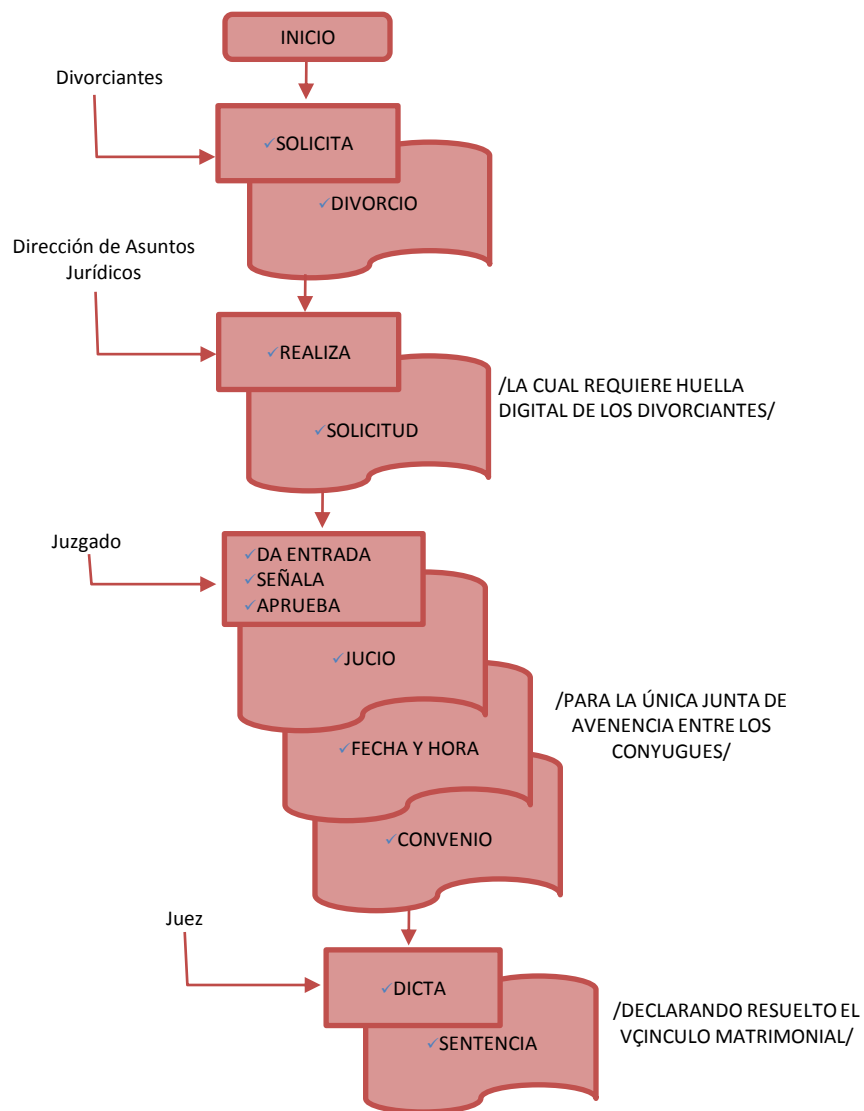 INICIO
Divorciantes
✓SOLICITA
✓DIVORCIO
Dirección de Asuntos
Jurídicos
✓REALIZA
/LA CUAL REQUIERE HUELLA
DIGITAL DE LOS DIVORCIANTES/
✓SOLICITUD
Juzgado
✓DA ENTRADA
✓SEÑALA
✓APRUEBA
✓JUCIO
/PARA LA ÚNICA JUNTA DE
AVENENCIA ENTRE LOS
CONYUGUES/
✓FECHA Y HORA
✓CONVENIO
Juez
✓DICTA
/DECLARANDO RESUELTO EL
VÇINCULO MATRIMONIAL/
✓SENTENCIA